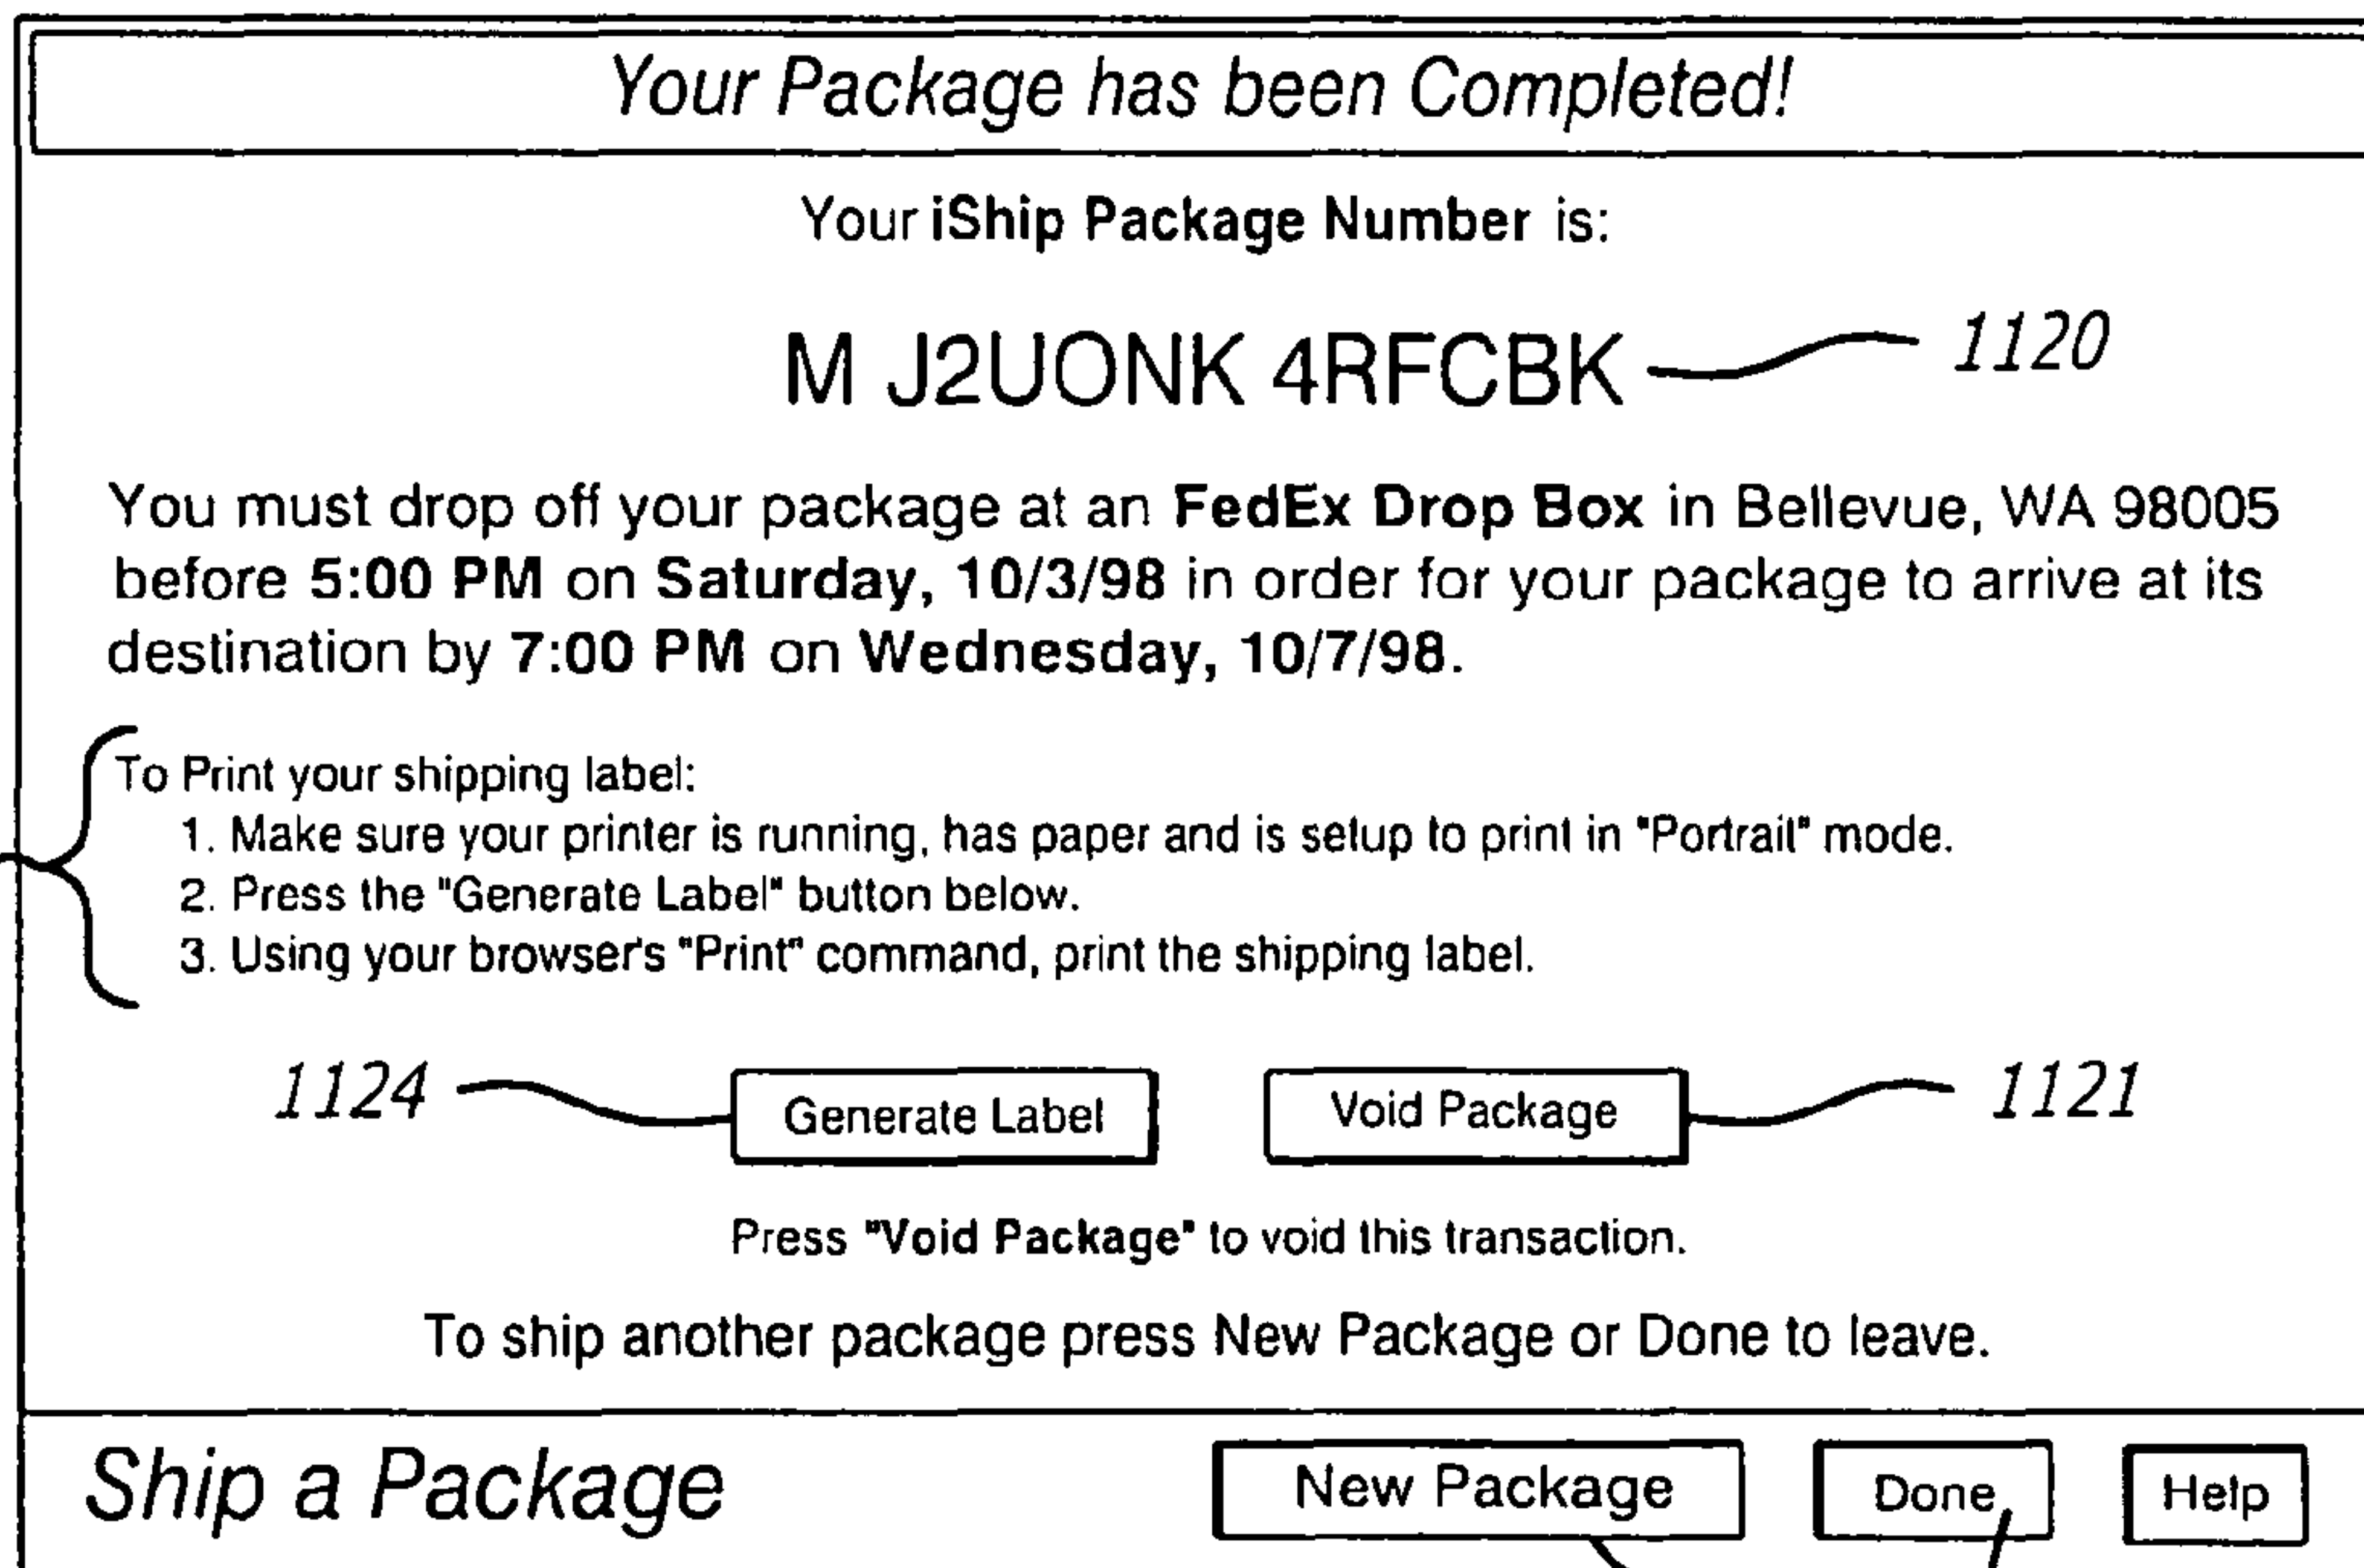 Your Package has been Completed!
Your iShip Package Number is:
M J2UONK 4RFCBK 1120
You must drop off your package at an FedEx Drop Box in Bellevue, WA 98005
before 5:00 PM on Saturday, 10/3/98 in order for your package to arrive at its
destination by 7:00 PM on Wednesday, 10/7/98.
To Print your shipping label:
1. Make sure your printer is running, has paper and is setup to print in "Portrail" mode.
2. Press the "Generate Label" button below.
3. Using your browser's "Print" command, print the shipping label.
1124 Generate Label Void Package 1121
Press "Void Package" to void this transaction.
To ship another package press New Package or Done to leave.
Ship a Package New Package Done Help